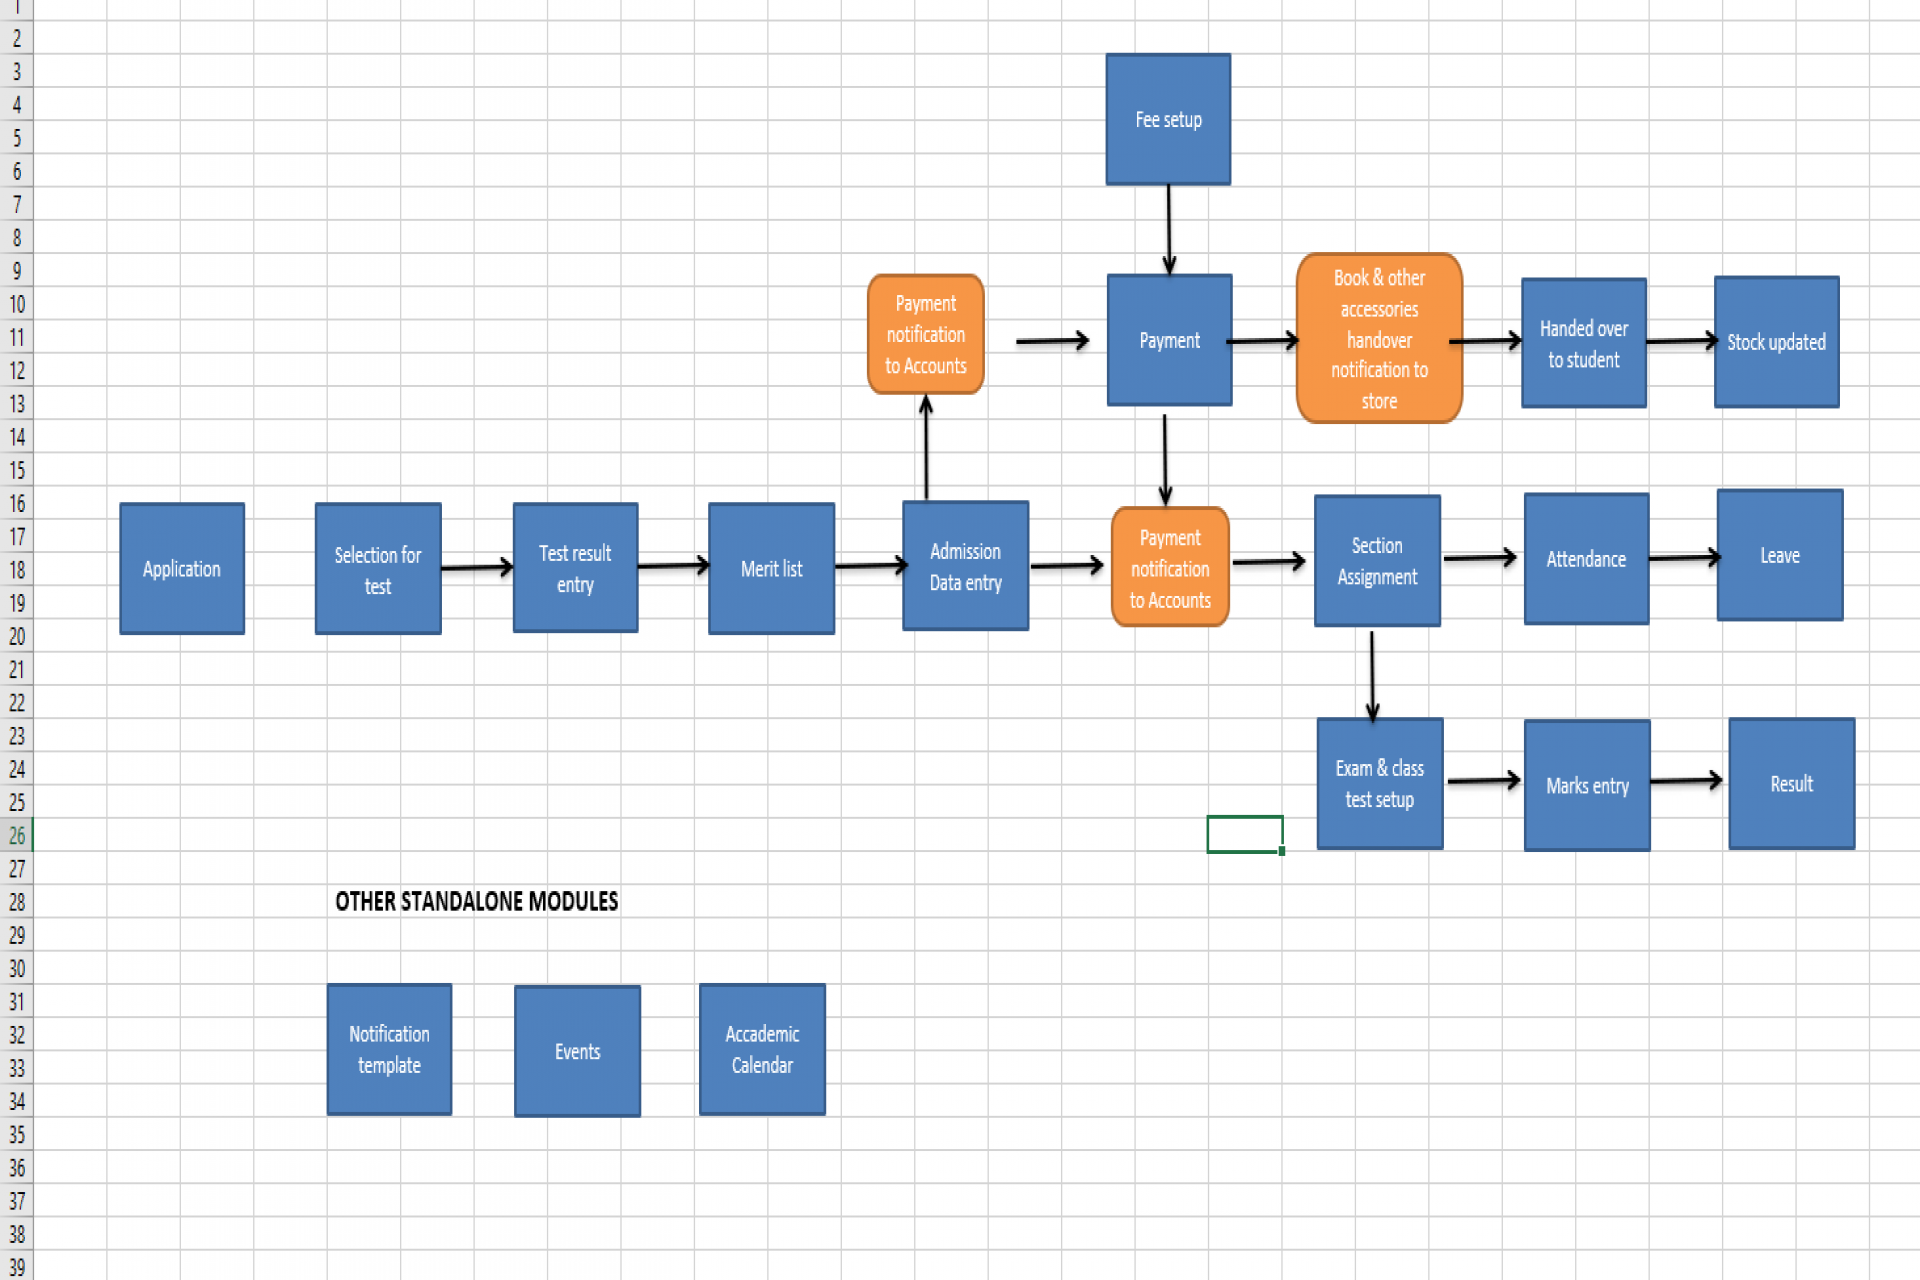 1
2
3
4
5
6
7
8
9
10
11
12
13
14
15
16
17
18
19
20
21
22
23
24
25
26
27
28
29
30
31
32
33
34
35
36
37
38
39
Fee setup
Payment
notification
to Accounts
Payment
Book & other
accessories
handover
notification to
store
Handed over
to student
Stock updated
Application
Selection for
test
Test result
entry
Merit list
Admission
Data entry
Payment
notification
to Accounts
Section
Assignment
Attendance
Leave
Exam & class
test setup
Marks entry
Result
OTHER STANDALONE MODULES
Notification
template
Events
Accademic
Calendar